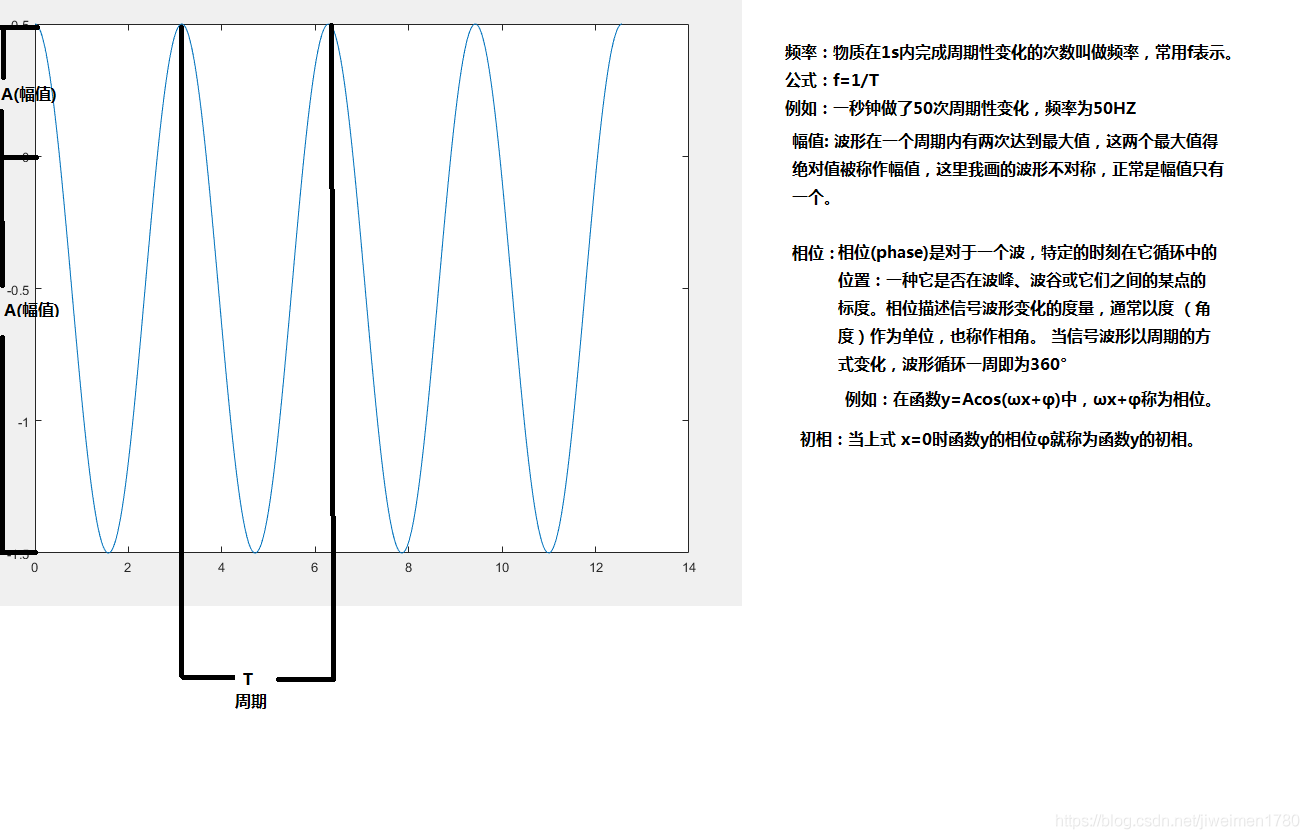 0.5
A(幅值)
0
-0.5
A(幅值)
-1
-1.5
0 2 4 6 8 10 12 14
T
周期
频率：物质在1s内完成周期性变化的次数叫做频率，常用f表示。
公式：f=1/T
例如：一秒钟做了50次周期性变化，频率为50HZ
幅值: 波形在一个周期内有两次达到最大值，这两个最大值得
绝对值被称作幅值，这里我画的波形不对称，正常是幅值只有
一个。
相位：相位(phase)是对于一个波，特定的时刻在它循环中的
位置：一种它是否在波峰、波谷或它们之间的某点的
标度。相位描述信号波形变化的度量，通常以度 （角
度）作为单位，也称作相角。 当信号波形以周期的方
式变化，波形循环一周即为360°
例如：在函数y=Acos(ωx+φ)中，ωx+φ称为相位。
初相：当上式 x=0时函数y的相位φ就称为函数y的初相。
https://blog.csdn.net/jiweimen1780